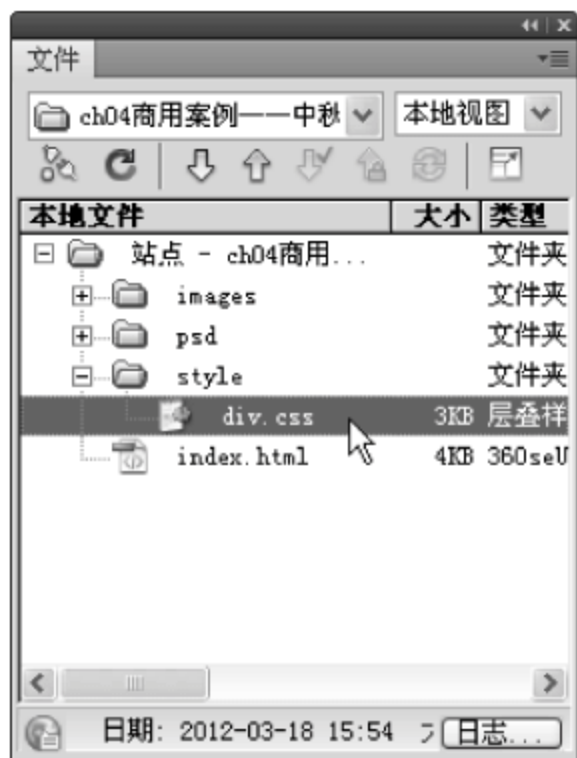 文件
ch04商用案例——中秋 本地视图
本地文件 大小 类型
站点 - ch04商用... 文件夹
images 文件夹
psd 文件夹
style 文件夹
div.css 3KB 层叠样
index.html 4KB 360seU
日期: 2012-03-18 15:54 日志...